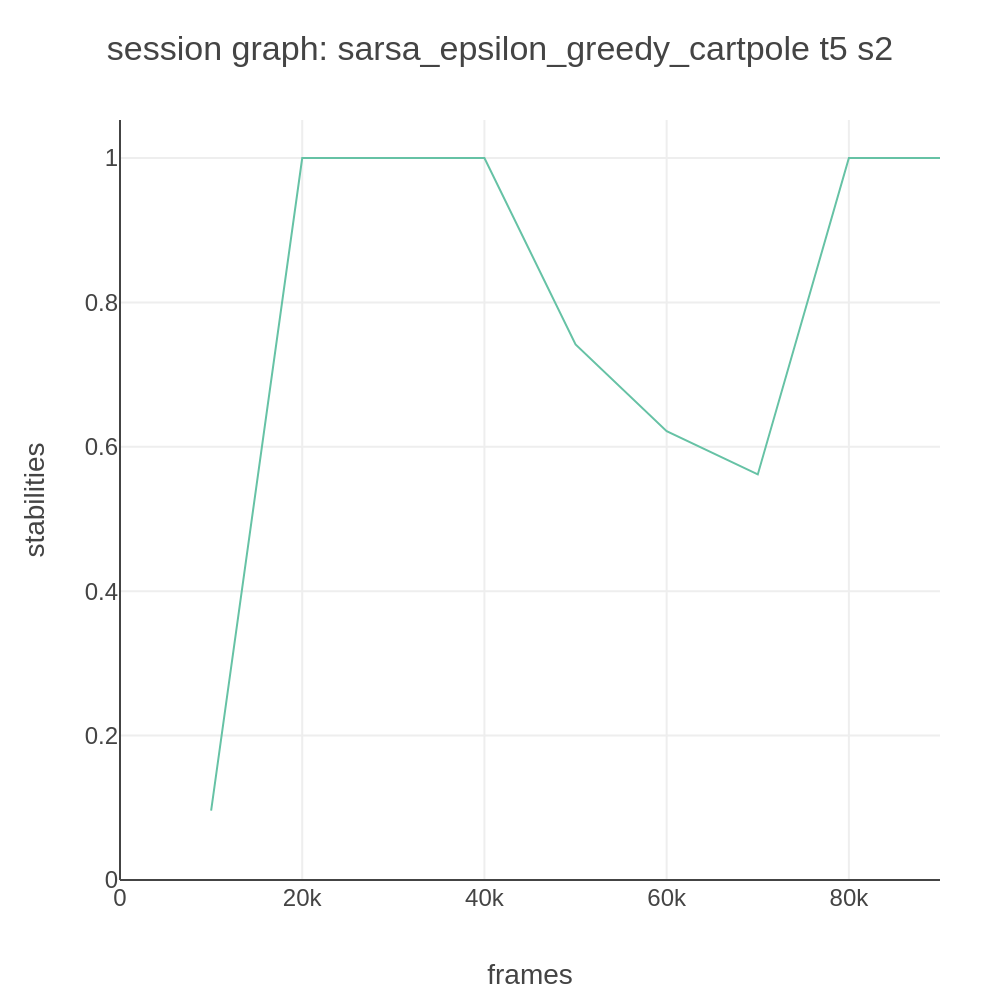 session graph: sarsa_epsilon_greedy_cartpole t5 s2
1
0.8
0.6
0.4
0.2
0
stabilities
0
20k
40k
60k
80k
frames